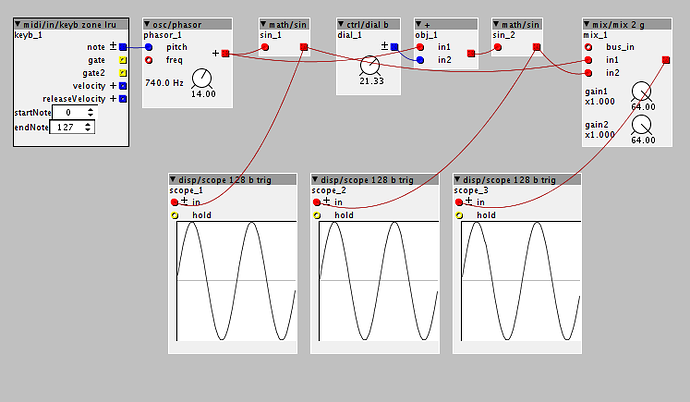 midi/in/keyb zone lru
keyb_1
note
gate
gate2
velocity
releaseVelocity
startNote 0
endNote 127
osc/phasor
phasor_1
pitch
freq
740.0 Hz
14.00
math/sin
sin_1
ctrl/dial b
dial_1
21.33
+
obj_1
in1
in2
math/sin
sin_2
mix/mix 2 g
mix_1
bus_in
in1
in2
gain1
x1.000
64.00
gain2
x1.000
64.00
disp/scope 128 b trig
scope_1
in
hold
disp/scope 128 b trig
scope_2
in
hold
disp/scope 128 b trig
scope_3
in
hold